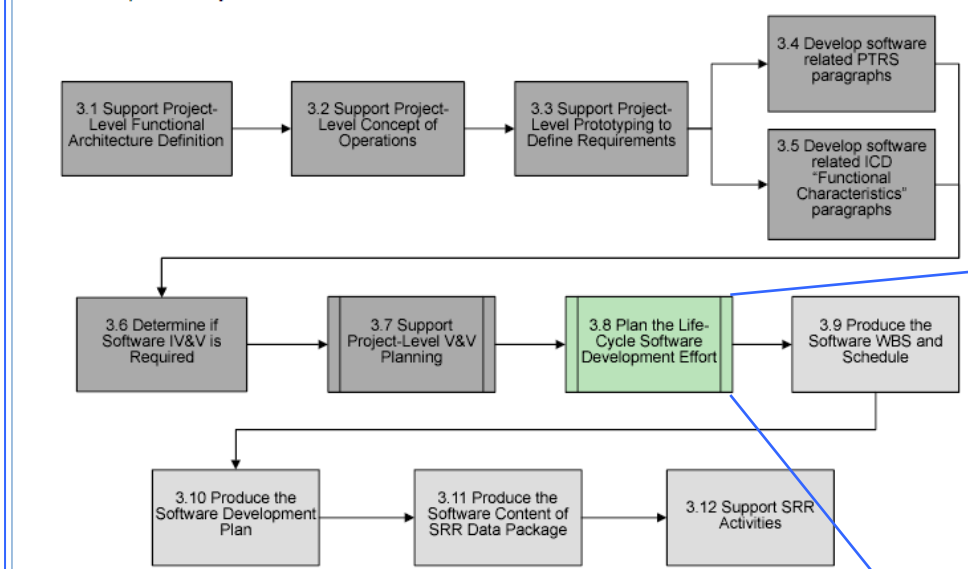 3.1 Support Project-
Level Functional
Architecture Definition
3.2 Support Project-
Level Concept of
Operations
3.3 Support Project-
Level Prototyping to
Define Requirements
3.4 Develop software
related PTRS
paragraphs
3.5 Develop software
related ICD
“Functional
Characteristics”
paragraphs
3.6 Determine if
Software IV&V is
Required
3.7 Support
Project-Level V&V
Planning
3.8 Plan the Life-
Cycle Software
Development Effort
3.9 Produce the
Software WBS and
Schedule
3.10 Produce the
Software Development
Plan
3.11 Produce the
Software Content of
SRR Data Package
3.12 Support SRR
Activities